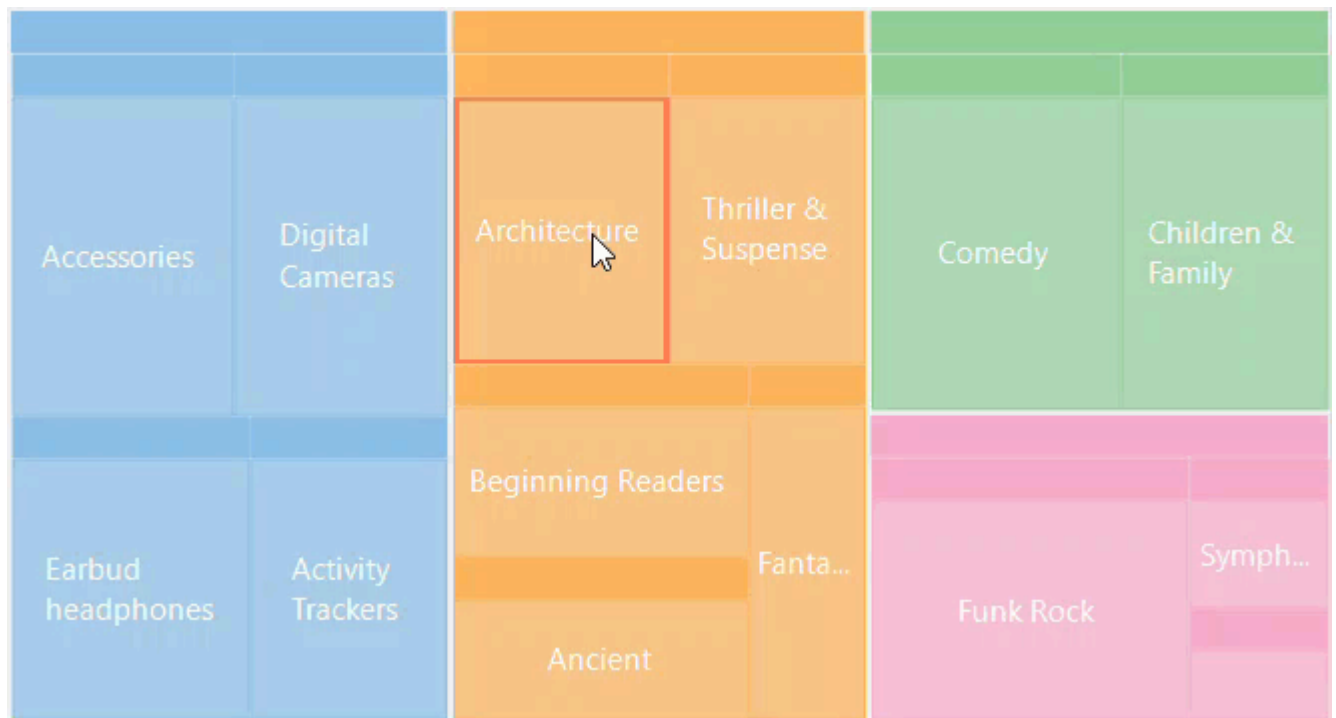 Accessories
Digital
Cameras
Earbud
headphones
Activity
Trackers
Architecture
Thriller &
Suspense
Beginning Readers
Fanta...
Ancient
Comedy
Children &
Family
Funk Rock
Symph...